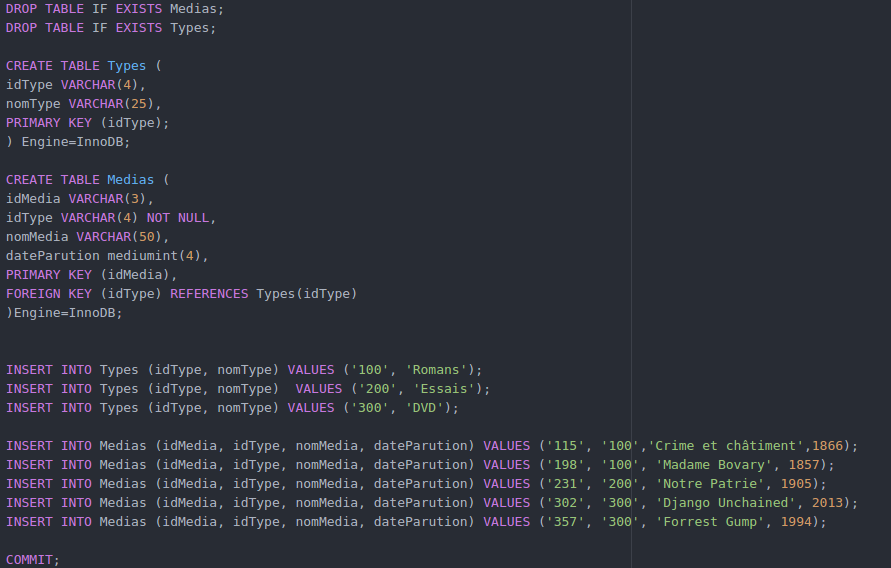 DROP TABLE IF EXISTS Medias;
DROP TABLE IF EXISTS Types;
CREATE TABLE Types (
idType VARCHAR(4),
nomType VARCHAR(25),
PRIMARY KEY (idType);
) Engine=InnoDB;
CREATE TABLE Medias (
idMedia VARCHAR(3),
idType VARCHAR(4) NOT NULL,
nomMedia VARCHAR(50),
dateParution mediumint(4),
PRIMARY KEY (idMedia),
FOREIGN KEY (idType) REFERENCES Types(idType)
)Engine=InnoDB;
INSERT INTO Types (idType, nomType) VALUES ('100', 'Romans');
INSERT INTO Types (idType, nomType)  VALUES ('200', 'Essais');
INSERT INTO Types (idType, nomType) VALUES ('300', 'DVD');
INSERT INTO Medias (idMedia, idType, nomMedia, dateParution) VALUES ('115', '100','Crime et châtiment',1866);
INSERT INTO Medias (idMedia, idType, nomMedia, dateParution) VALUES ('198', '100', 'Madame Bovary', 1857);
INSERT INTO Medias (idMedia, idType, nomMedia, dateParution) VALUES ('231', '200', 'Notre Patrie', 1905);
INSERT INTO Medias (idMedia, idType, nomMedia, dateParution) VALUES ('302', '300', 'Django Unchained', 2013);
INSERT INTO Medias (idMedia, idType, nomMedia, dateParution) VALUES ('357', '300', 'Forrest Gump', 1994);
COMMIT;